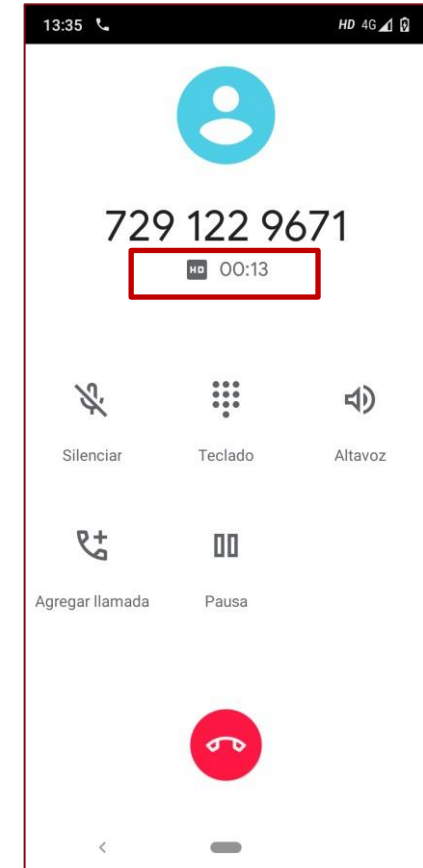 13:35 HD 4G
729 122 9671
HD 00:13
Silenciar Teclado Altavoz
Agregar llamada Pausa